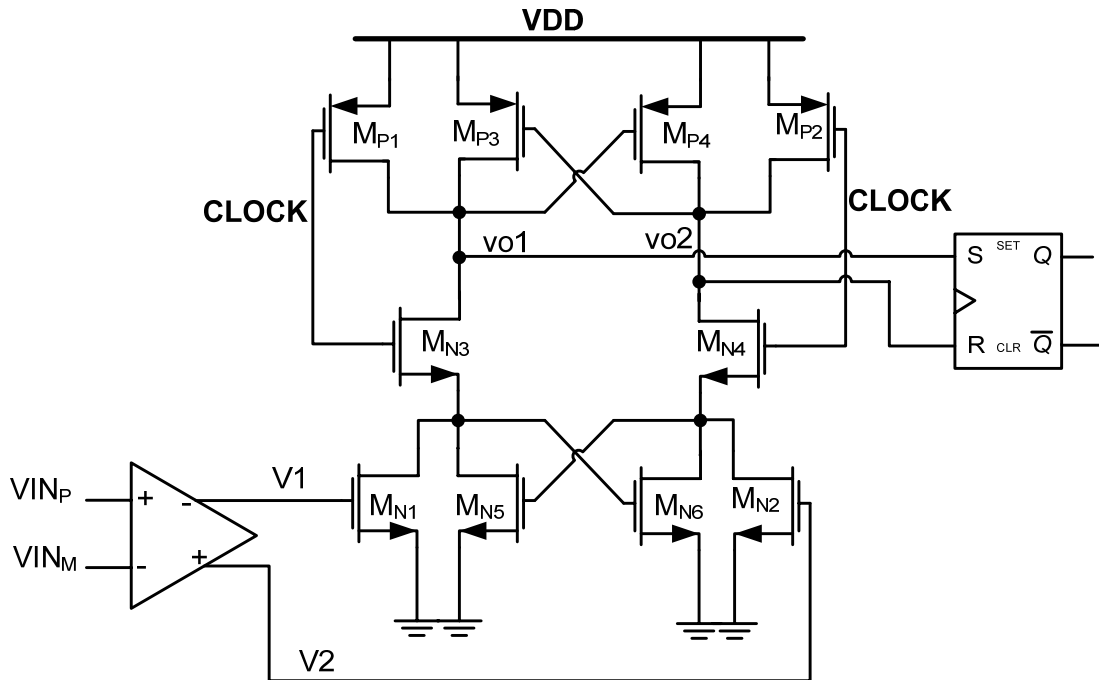 VDD
MP1
MP3
MP4
MP2
CLOCK
CLOCK
vo1
vo2
S SET Q
R CLR Q
MN3
MN4
VINP
VINM
+
-
-
+
V1
MN1
MN5
MN6
MN2
V2